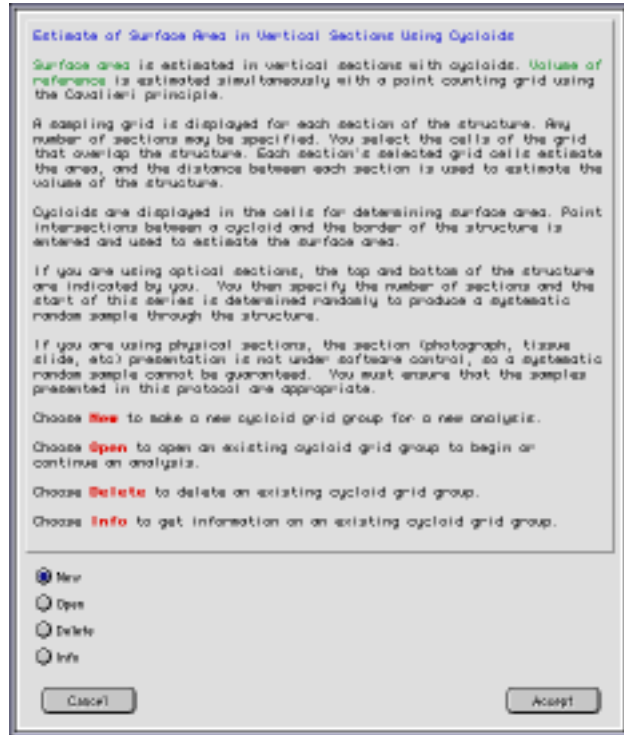 Estimate of Surface Area in Vertical Sections Using Cycloids
Surface area is estimated in vertical sections with cycloids. Volume of
reference is estimated simultaneously with a point counting grid using
the Cavalieri principle.
A sampling grid is displayed for each section of the structure. Any
number of sections may be specified. You select the cells of the grid
that overlap the structure. Each section's selected grid cells estimate
the area, and the distance between each section is used to estimate the
volume of the structure.
Cycloids are displayed in the cells for determining surface area. Point
intersections between a cycloid and the border of the structure is
entered and used to estimate the surface area.
If you are using optical sections, the top and bottom of the structure
are indicated by you. You then specify the number of sections and the
start of this series is determined randomly to produce a systematic
random sample through the structure.
If you are using physical sections, the section (photograph, tissue
slide, etc) presentation is not under software control, so a systematic
random sample cannot be guaranteed. You must ensure that the samples
presented in this protocol are appropriate.
Choose New to make a new cycloid grid group for a new analysis.
Choose Open to open an existing cycloid grid group to begin or
continue an analysis.
Choose Delete to delete an existing cycloid grid group.
Choose Info to get information on an existing cycloid grid group.
New
Open
Delete
Info
Cancel
Accept